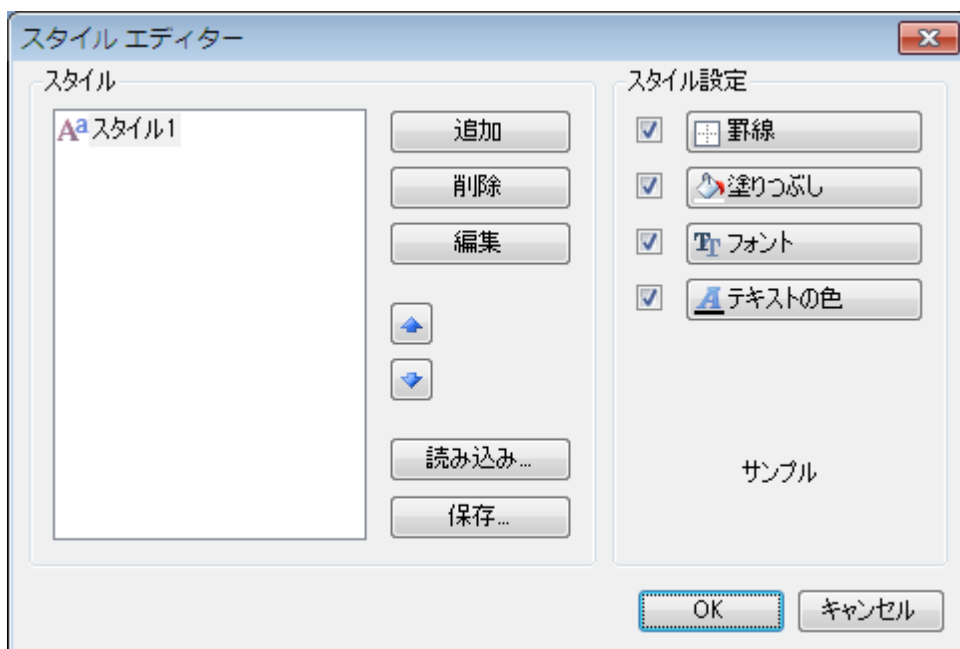 スタイル エディター
スタイル
スタイル1
追加
削除
編集
読み込み...
保存...
スタイル設定
罫線
塗りつぶし
フォント
テキストの色
サンプル
OK
キャンセル